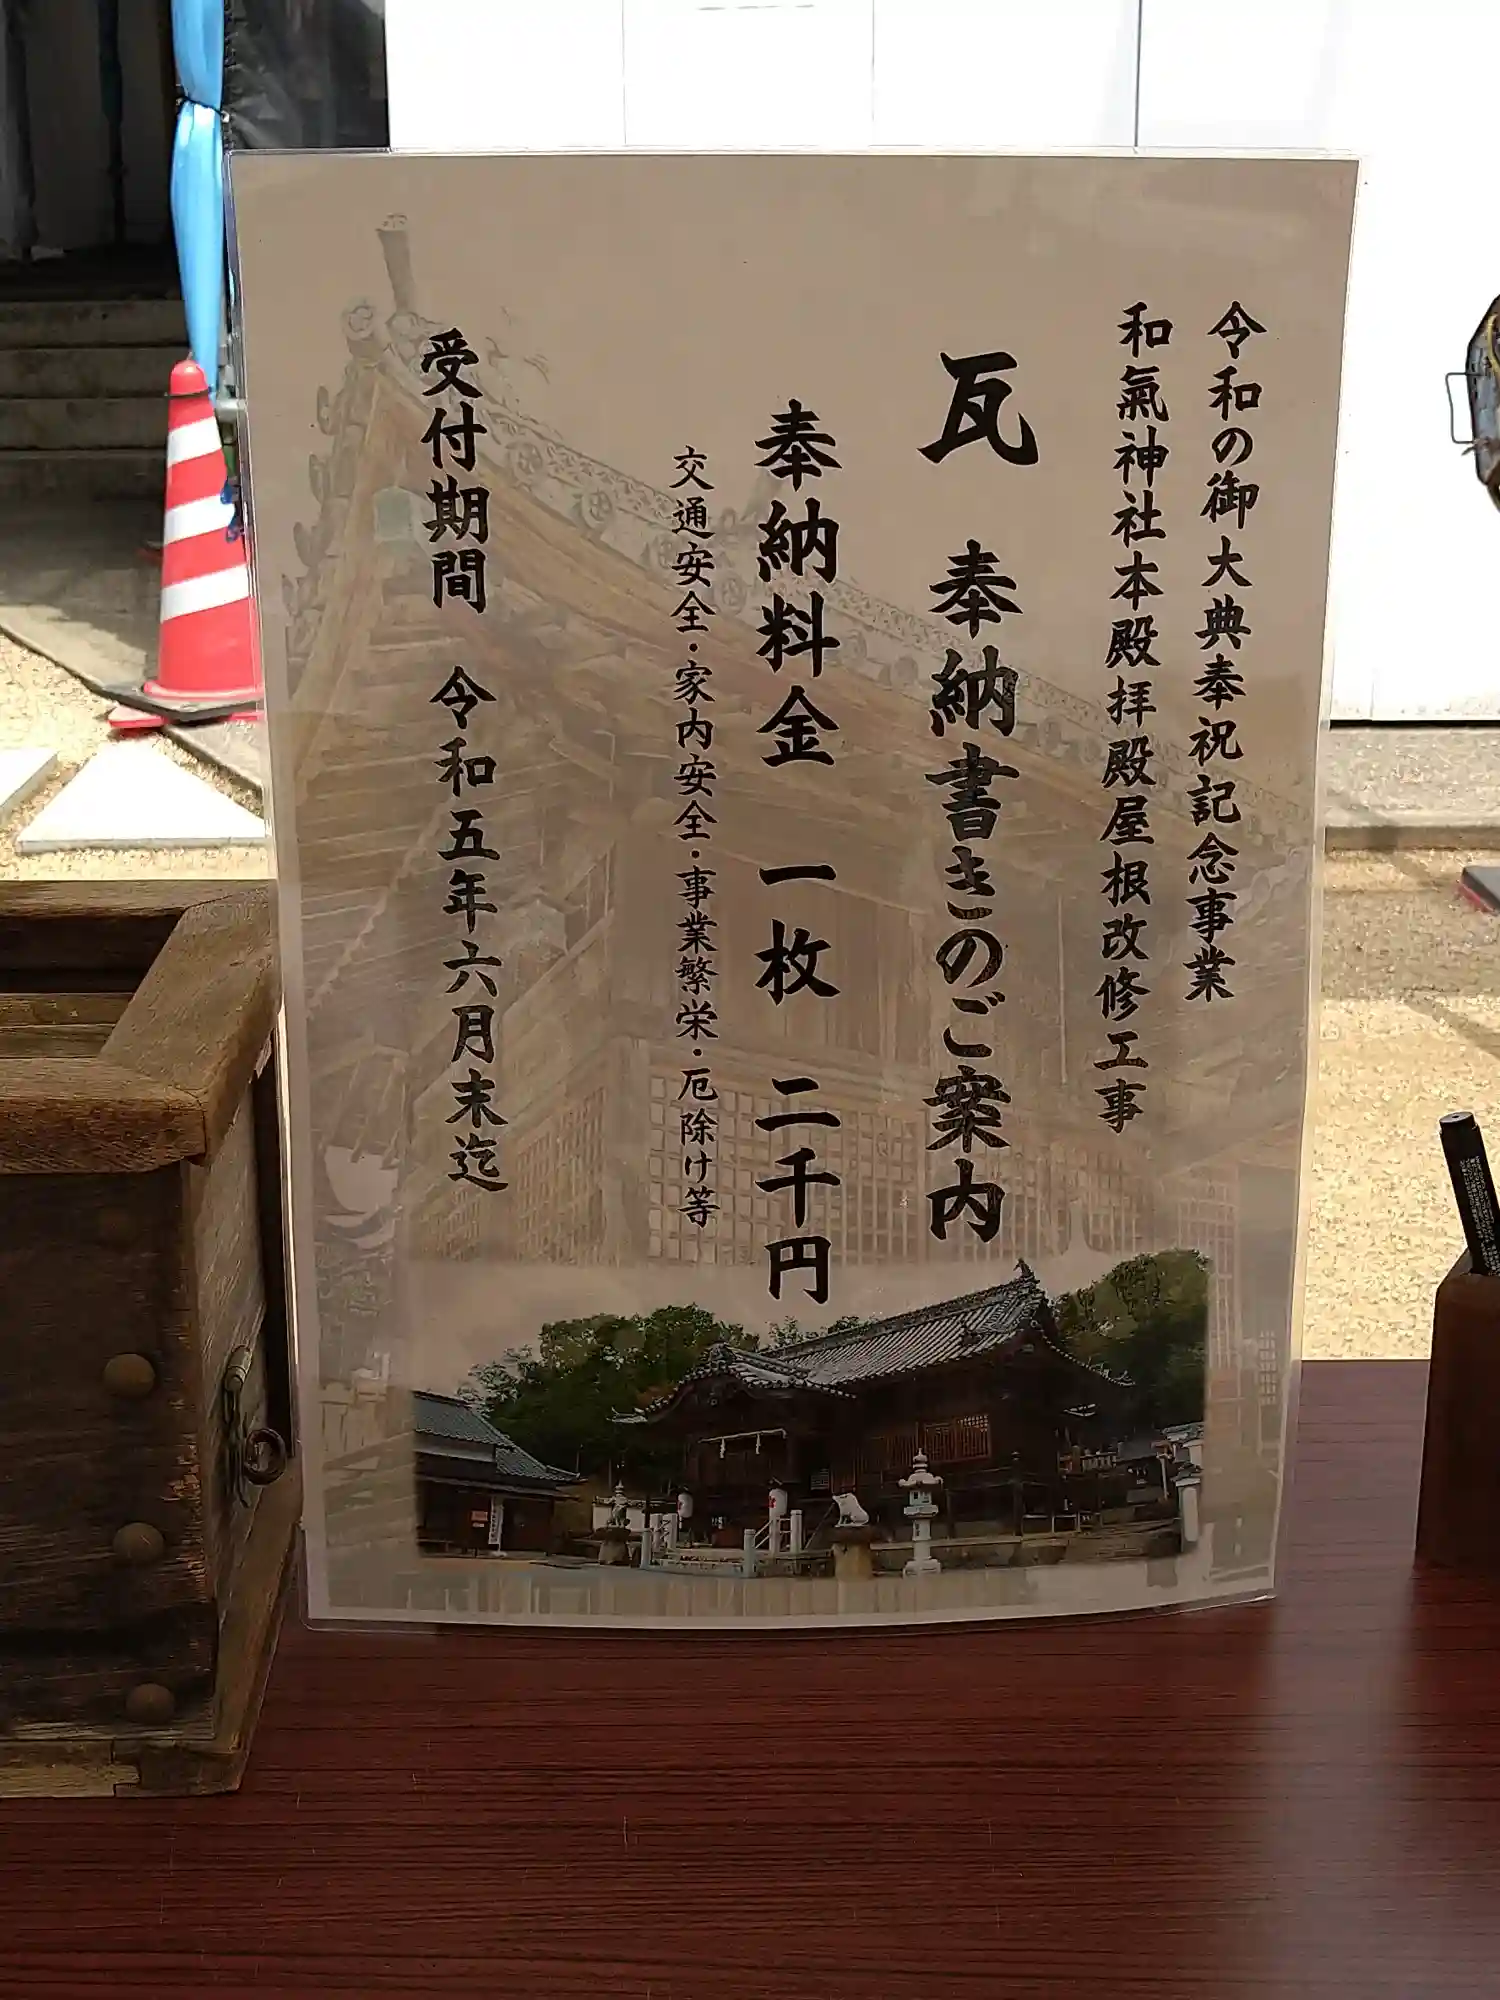 令和の御大典奉祝記念事業
和氣神社本殿拝殿屋根改修工事
瓦 奉納書きのご案内
奉納料金 一枚 二千円
交通安全・家内安全・事業繁栄・厄除け等
受付期間 令和五年六月末迄